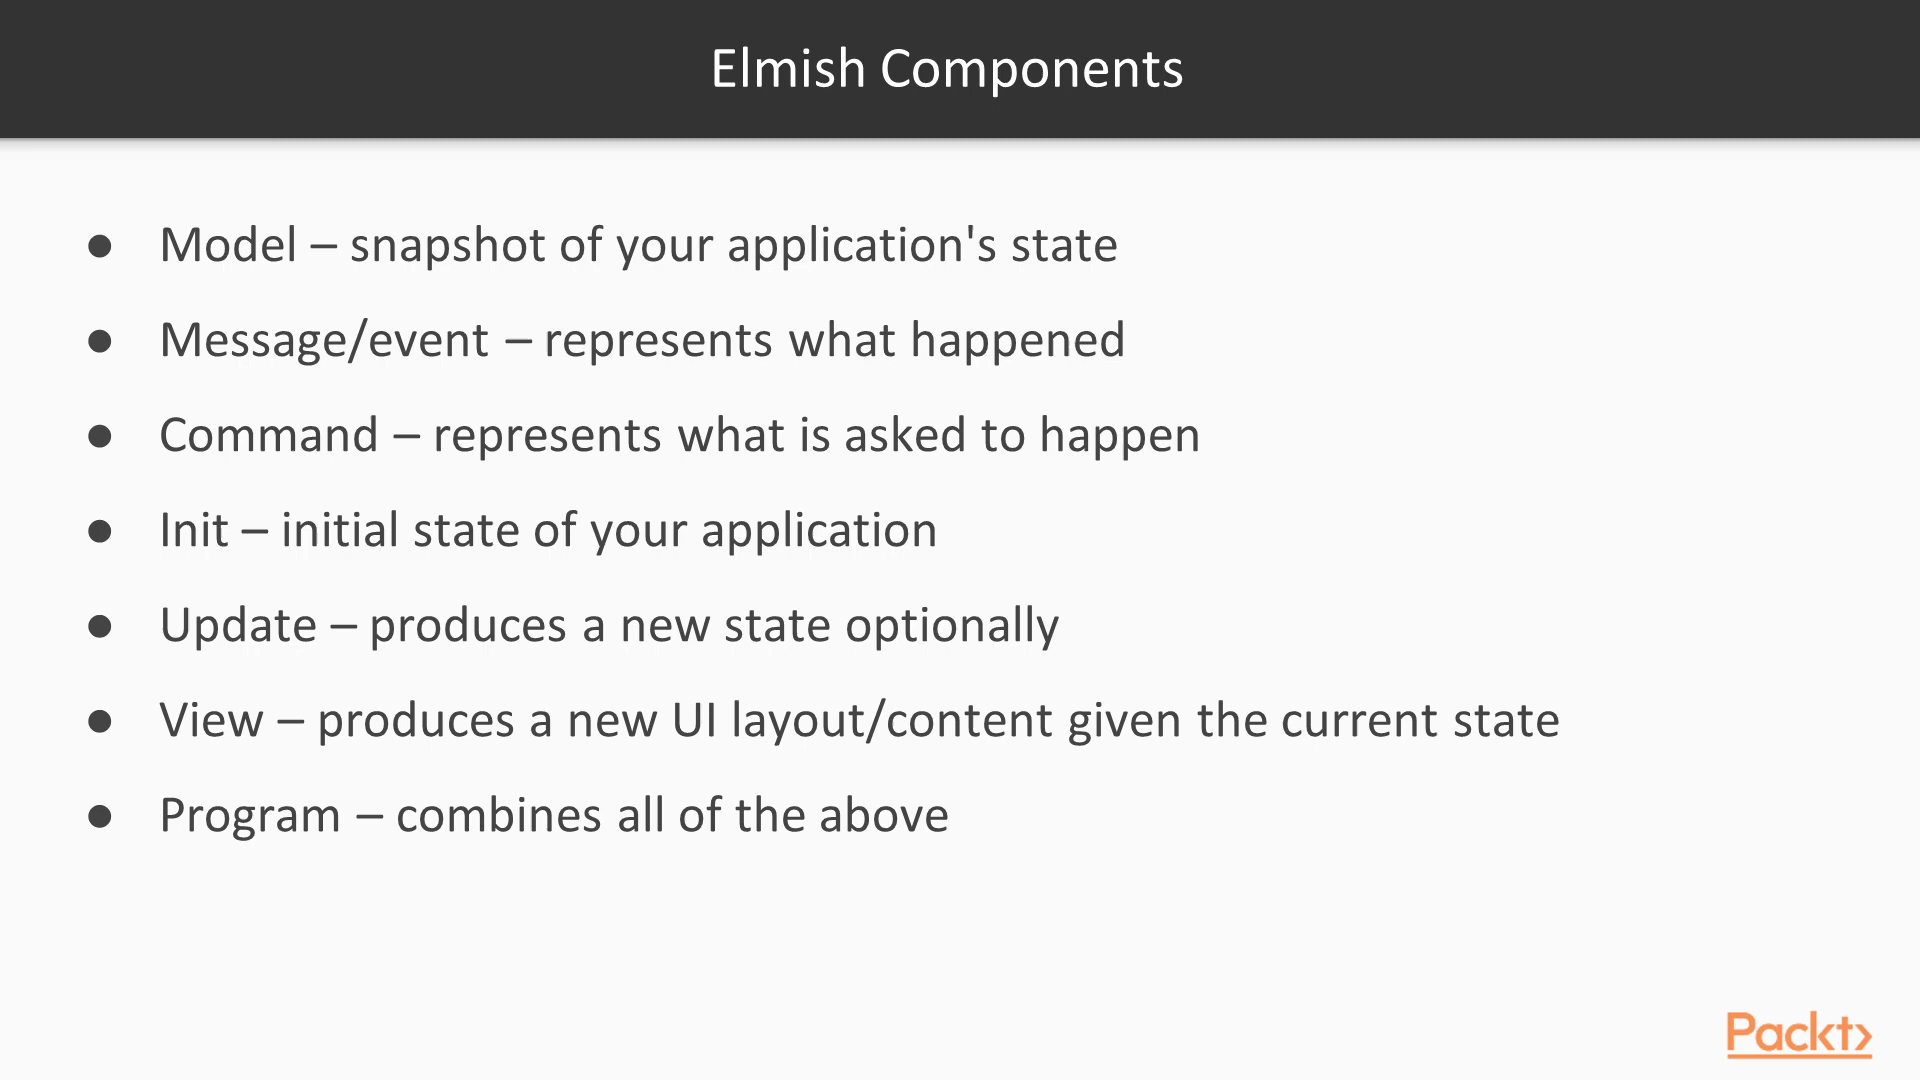 Elmish Components
● Model – snapshot of your application's state
● Message/event – represents what happened
● Command – represents what is asked to happen
● Init – initial state of your application
● Update – produces a new state optionally
● View – produces a new UI layout/content given the current state
● Program – combines all of the above
Packt>